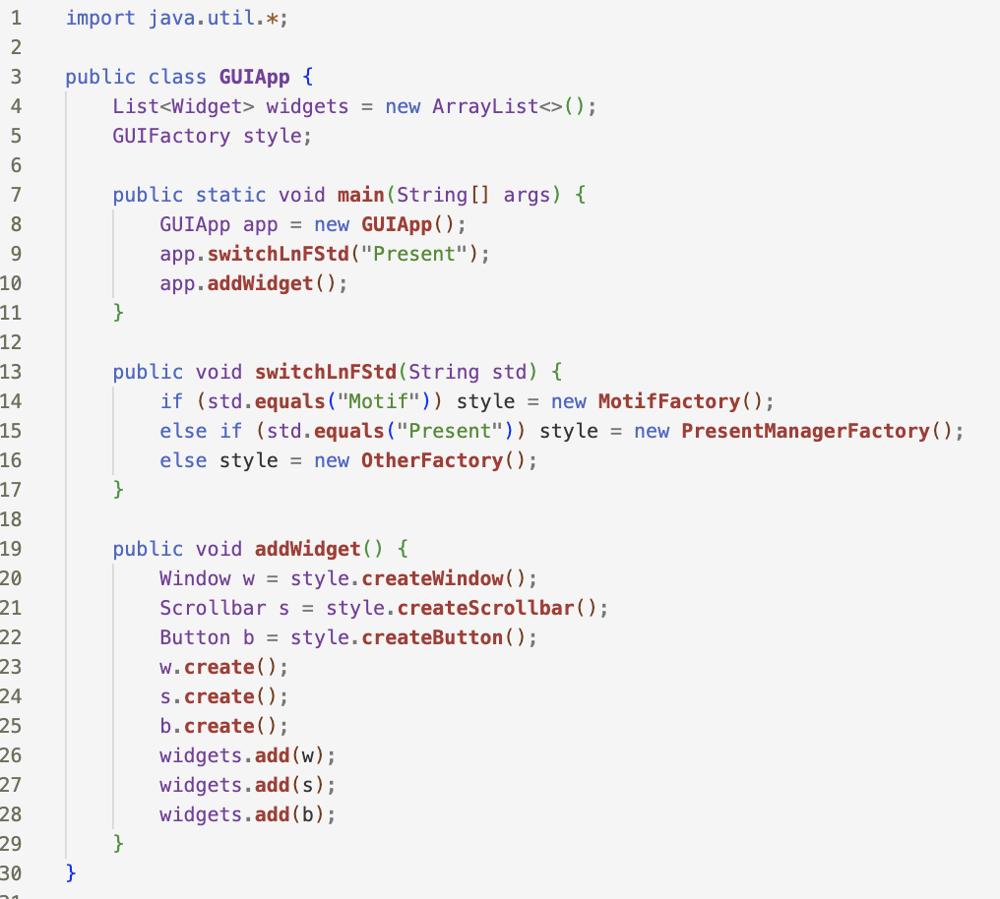 1 import java.util.*;
2
3 public class GUIApp {
4 List<Widget> widgets = new ArrayList<>();
5 GUIFactory style;
6
7 public static void main(String[] args) {
8 GUIApp app = new GUIApp();
9 app.switchLnFStd("Present");
10 app.addWidget();
11 }
12
13 public void switchLnFStd(String std) {
14 if (std.equals("Motif")) style = new MotifFactory();
15 else if (std.equals("Present")) style = new PresentManagerFactory();
16 else style = new OtherFactory();
17 }
18
19 public void addWidget() {
20 Window w = style.createWindow();
21 Scrollbar s = style.createScrollbar();
22 Button b = style.createButton();
23 w.create();
24 s.create();
25 b.create();
26 widgets.add(w);
27 widgets.add(s);
28 widgets.add(b);
29 }
30 }